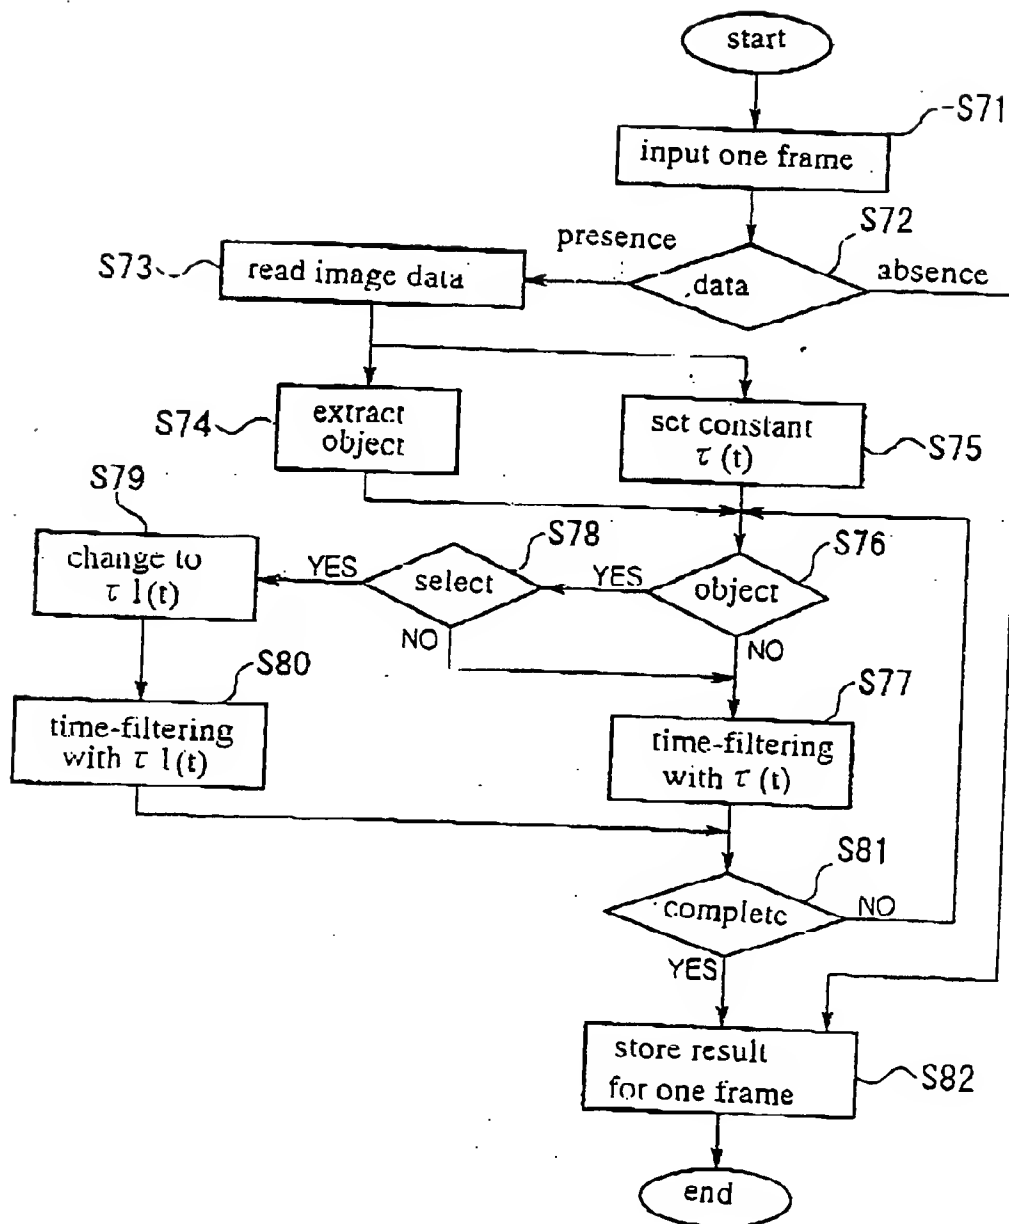 start
S71
input one frame
S72
presence
absence
data
S73
read image data
S74
extract
object
set constant
τ (t)
S75
S79
S78
S76
change to
τ 1(t)
YES
select
YES
object
NO
NO
S80
S77
time-filtering
with τ 1(t)
time-filtering
with τ (t)
S81
complete
NO
YES
store result
for one frame
S82
end